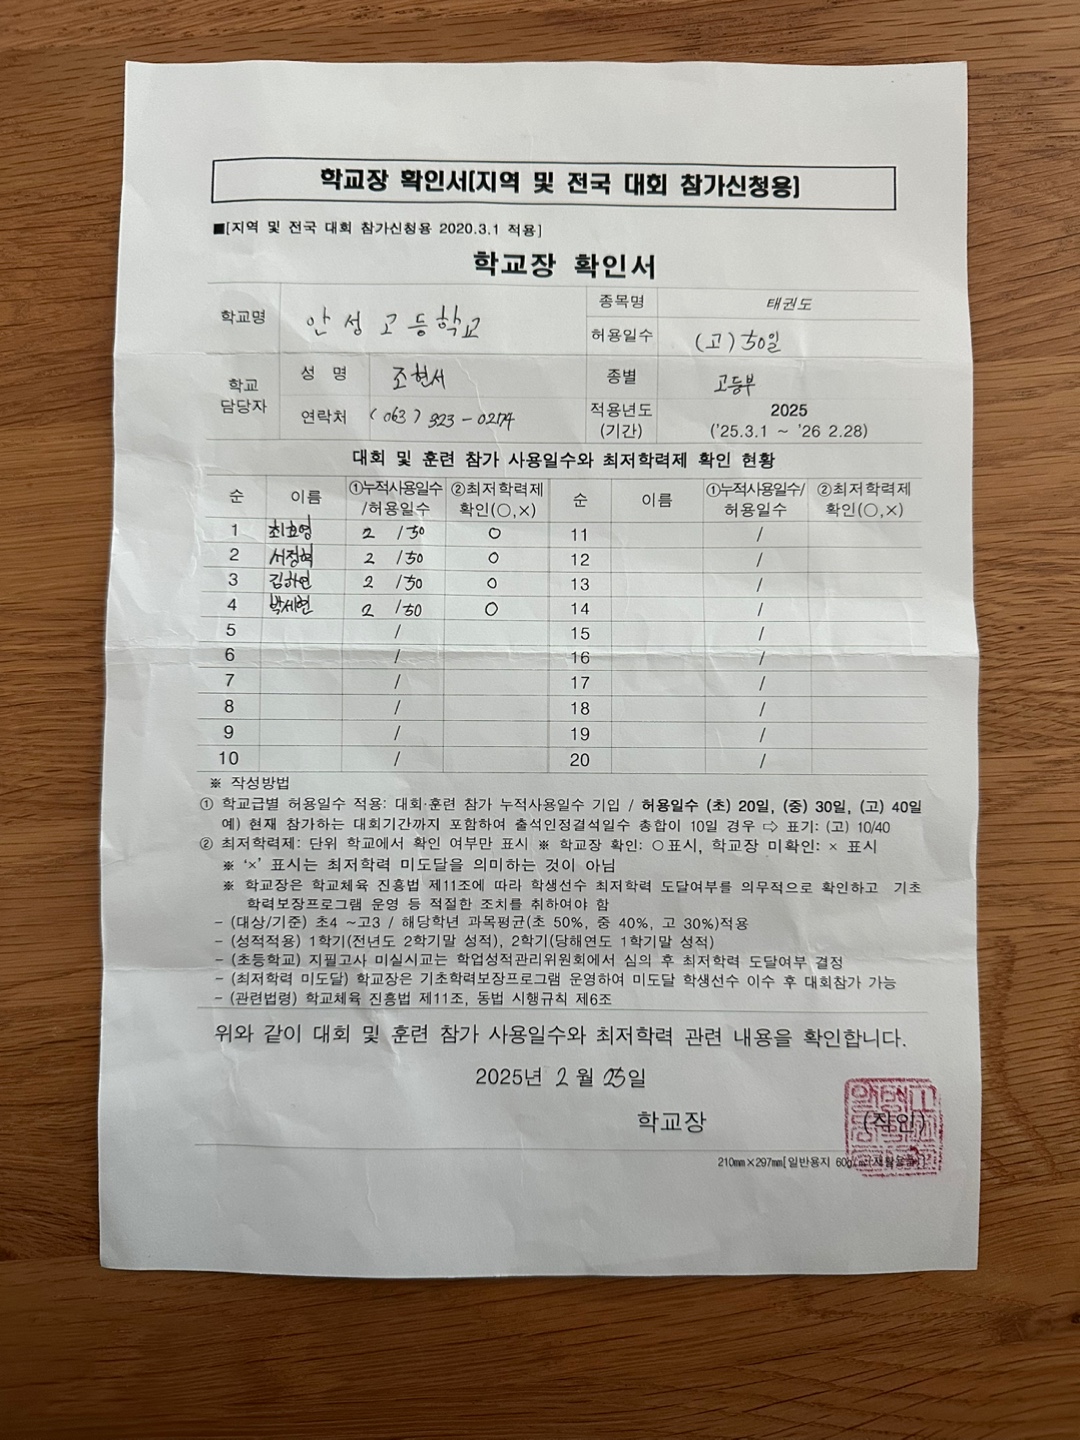 학교장 확인서(지역 및 전국 대회 참가신청용)
■[지역 및 전국 대회 참가신청용 2020.3.1 적용]
학교장 확인서
학교명 안성고등학교 종목명 태권도
허용일수 (고) 50일
학교 담당자 성 명 조현서 종별 고등부
연락처 (063) 323-0274 적용년도 (기간) 2025 ('25.3.1 ~ '26 2.28)
대회 및 훈련 참가 사용일수와 최저학력제 확인 현황
순 이름 ①누적사용일수/허용일수 ②최저학력제 확인(○,×) 순 이름 ①누적사용일수/허용일수 ②최저학력제 확인(○,×)
1 최효영 2 /50 ○ 11 /
2 서정혁 2 /50 ○ 12 /
3 김하연 2 /50 ○ 13 /
4 박세현 2 /50 ○ 14 /
5 / 15 /
6 / 16 /
7 / 17 /
8 / 18 /
9 / 19 /
10 / 20 /
※ 작성방법
① 학교급별 허용일수 적용: 대회·훈련 참가 누적사용일수 기입 / 허용일수 (초) 20일, (중) 30일, (고) 40일
예) 현재 참가하는 대회기간까지 포함하여 출석인정결석일수 총합이 10일 경우 ⇨ 표기: (고) 10/40
② 최저학력제: 단위 학교에서 확인 여부만 표시 ※ 학교장 확인: ○표시, 학교장 미확인: × 표시
※ '×' 표시는 최저학력 미도달을 의미하는 것이 아님
※ 학교장은 학교체육 진흥법 제11조에 따라 학생선수 최저학력 도달여부를 의무적으로 확인하고 기초
학력보장프로그램 운영 등 적절한 조치를 취하여야 함
- (대상/기준) 초4 ~고3 / 해당학년 과목평균(초 50%, 중 40%, 고 30%)적용
- (성적적용) 1학기(전년도 2학기말 성적), 2학기(당해연도 1학기말 성적)
- (초등학교) 지필고사 미실시교는 학업성적관리위원회에서 심의 후 최저학력 도달여부 결정
- (최저학력 미도달) 학교장은 기초학력보장프로그램 운영하여 미도달 학생선수 이수 후 대회참가 가능
- (관련법령) 학교체육 진흥법 제11조, 동법 시행규칙 제6조
위와 같이 대회 및 훈련 참가 사용일수와 최저학력 관련 내용을 확인합니다.
2025년 2 월 25일
학교장 (직인)
210㎜×297㎜[일반용지 60g/㎡(재활용품)]